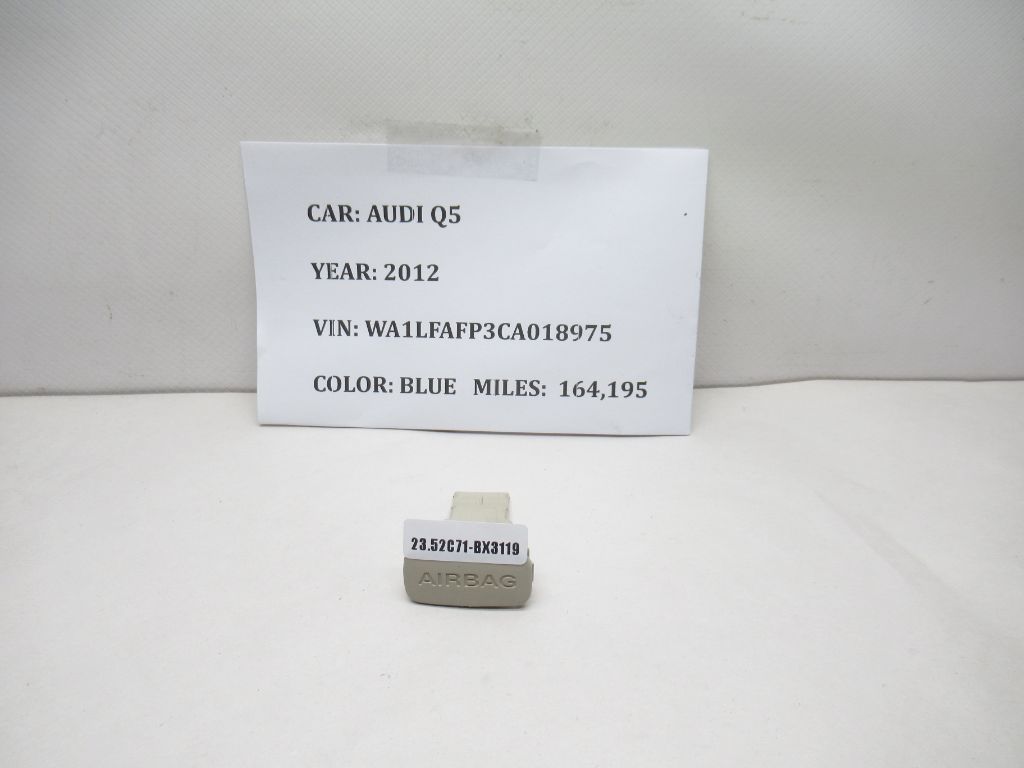 CAR: AUDI Q5
YEAR: 2012
VIN: WA1LFAFP3CA018975
COLOR: BLUE MILES: 164,195
23.52C71-BX3119
AIRBAG